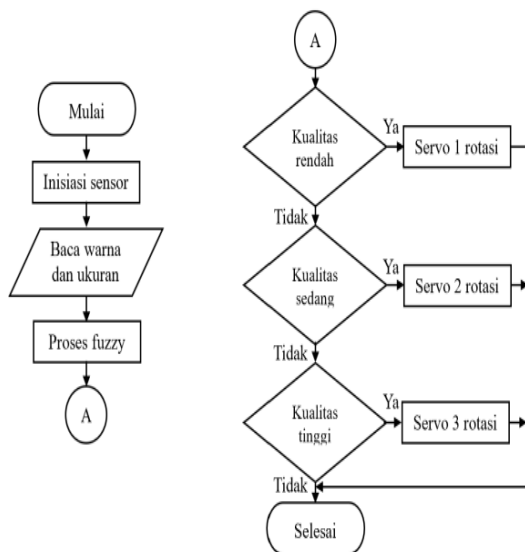 Mulai
Inisiasi sensor
Baca warna
dan ukuran
Proses fuzzy
A
A
Kualitas
rendah
Ya
Servo 1 rotasi
Tidak
Kualitas
sedang
Ya
Servo 2 rotasi
Tidak
Kualitas
tinggi
Ya
Servo 3 rotasi
Tidak
Selesai